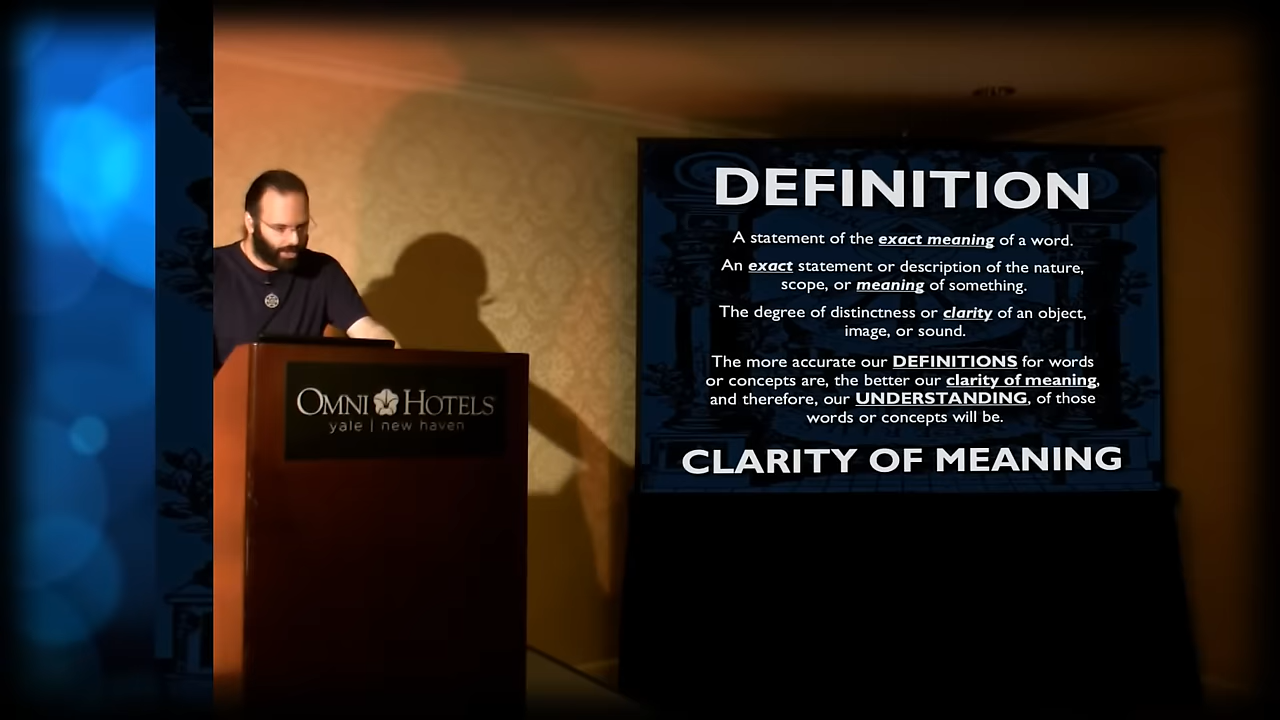 DEFINITION
A statement of the exact meaning of a word.
An exact statement or description of the nature,
scope, or meaning of something.
The degree of distinctness or clarity of an object,
image, or sound.
The more accurate our DEFINITIONS for words
or concepts are, the better our clarity of meaning,
and therefore, our UNDERSTANDING, of those
words or concepts will be.
CLARITY OF MEANING
OMNI HOTELS
yale | new haven